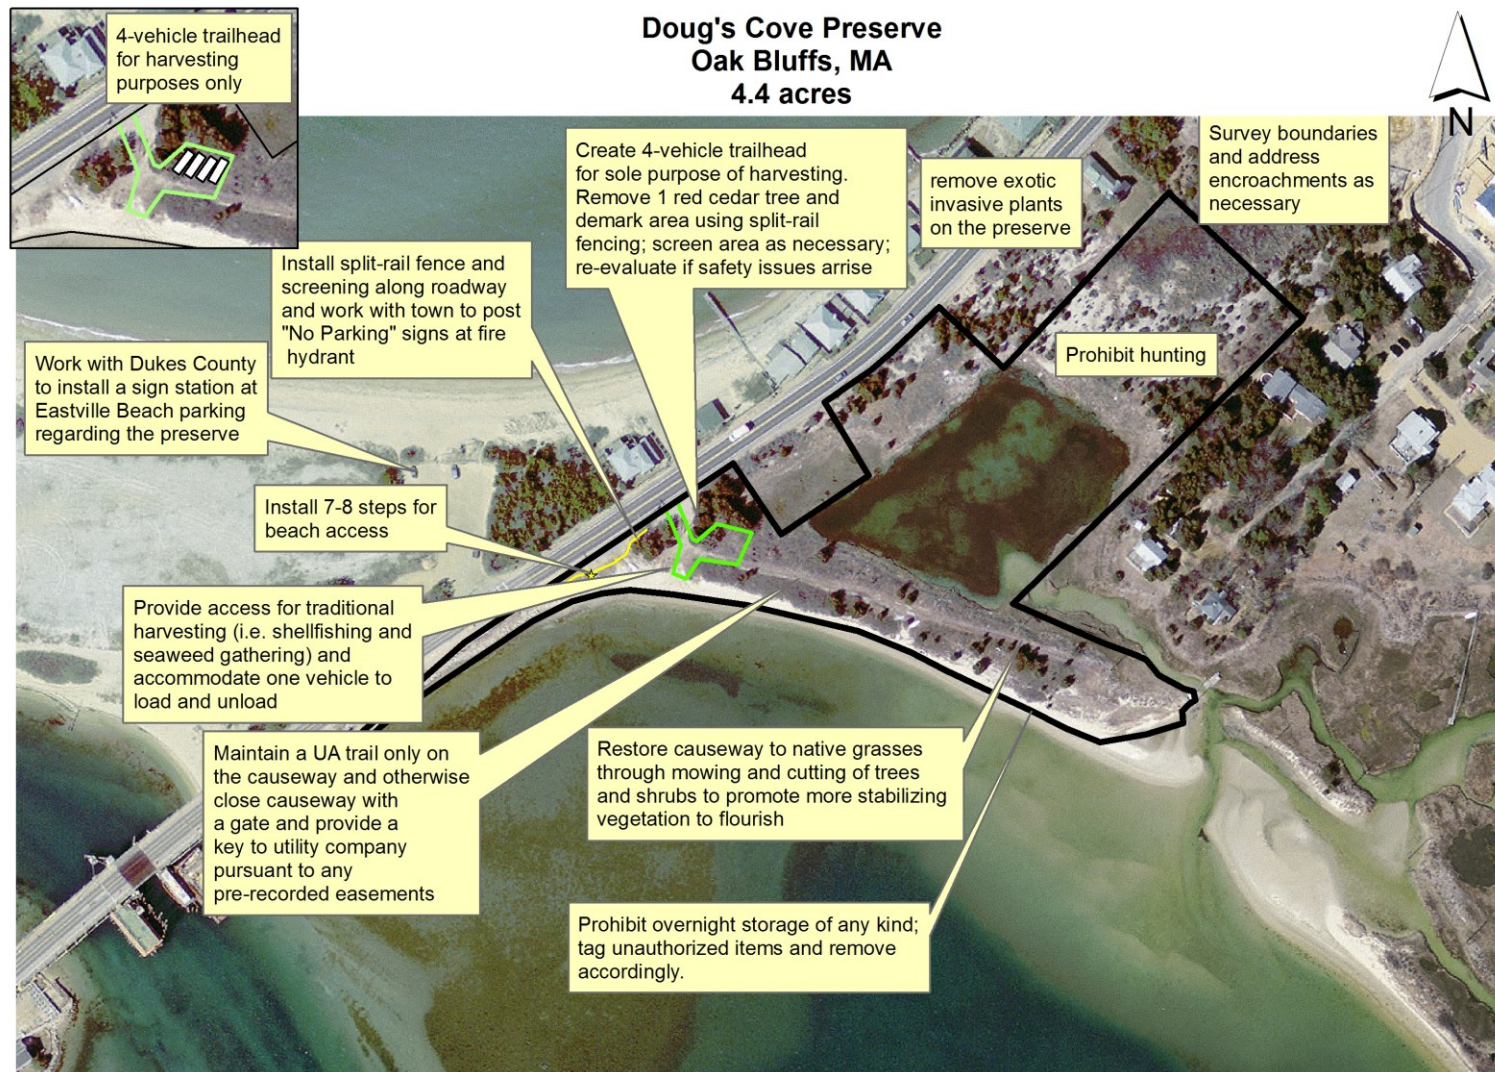 Doug's Cove Preserve
Oak Bluffs, MA
4.4 acres
4-vehicle trailhead
for harvesting
purposes only
N
Create 4-vehicle trailhead
for sole purpose of harvesting.
Remove 1 red cedar tree and
demark area using split-rail
fencing; screen area as necessary;
re-evaluate if safety issues arrise
remove exotic
invasive plants
on the preserve
Survey boundaries
and address
encroachments as
necessary
Install split-rail fence and
screening along roadway
and work with town to post
"No Parking" signs at fire
hydrant
Prohibit hunting
Work with Dukes County
to install a sign station at
Eastville Beach parking
regarding the preserve
Install 7-8 steps for
beach access
Provide access for traditional
harvesting (i.e. shellfishing and
seaweed gathering) and
accommodate one vehicle to
load and unload
Maintain a UA trail only on
the causeway and otherwise
close causeway with
a gate and provide a
key to utility company
pursuant to any
pre-recorded easements
Restore causeway to native grasses
through mowing and cutting of trees
and shrubs to promote more stabilizing
vegetation to flourish
Prohibit overnight storage of any kind;
tag unauthorized items and remove
accordingly.